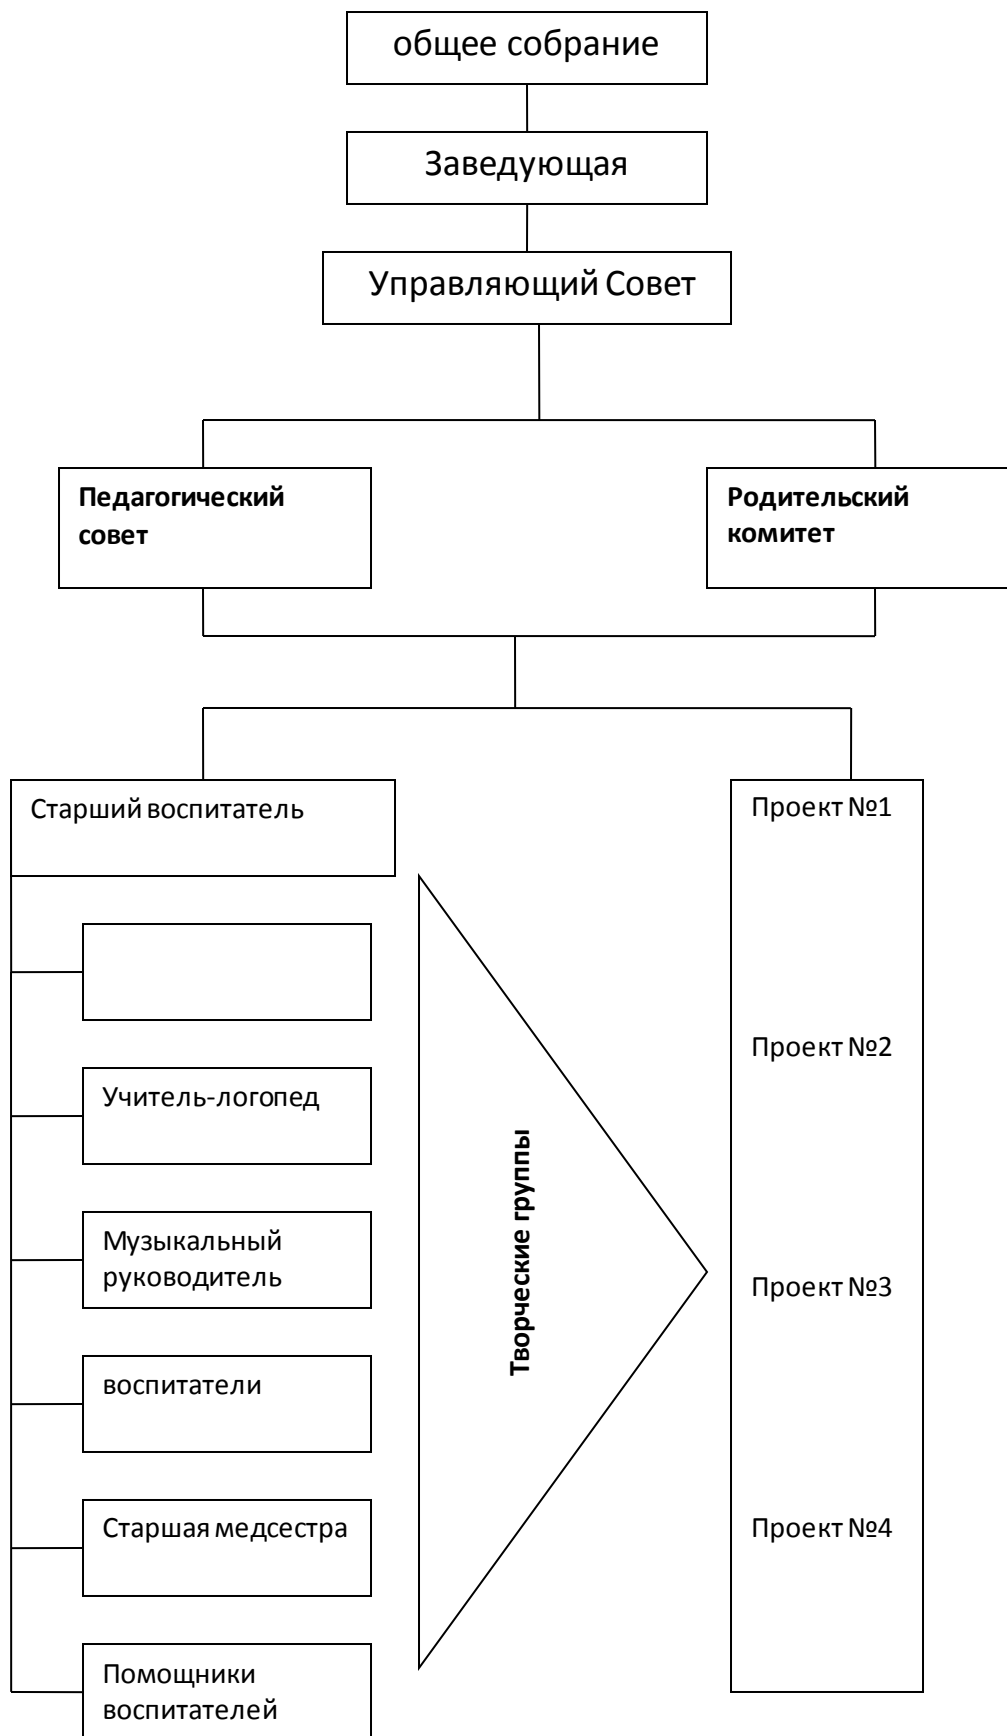 общее собрание
Заведующая
Управляющий Совет
Педагогический
совет
Родительский
комитет
Старший воспитатель
Учитель-логопед
Музыкальный
руководитель
воспитатели
Старшая медсестра
Помощники
воспитателей
Творческие группы
Проект №1
Проект №2
Проект №3
Проект №4